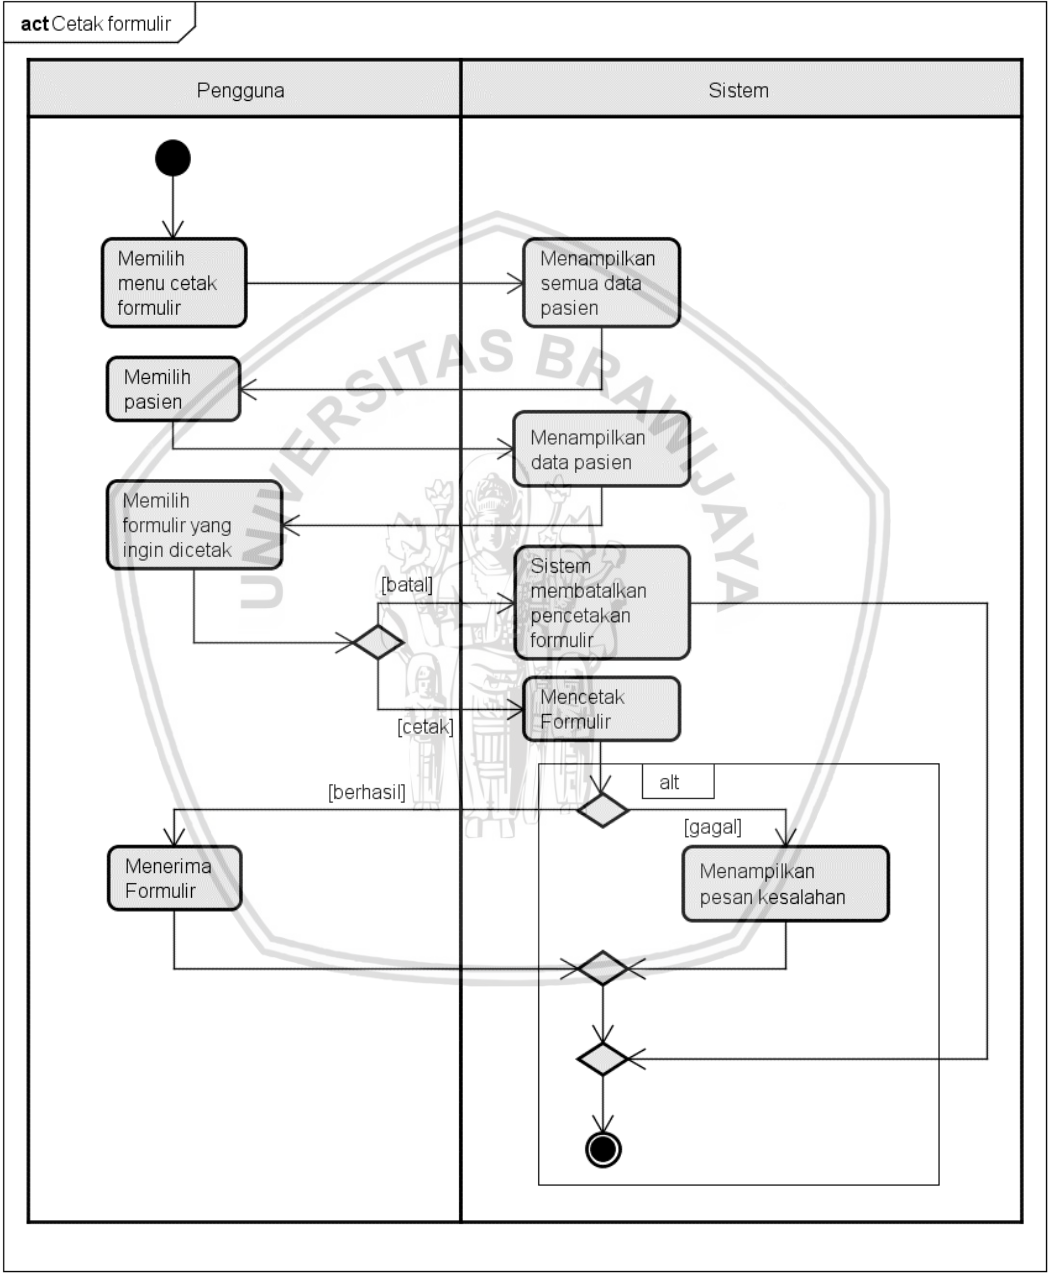 act Cetak formulir
Pengguna
Sistem
Memilih
menu cetak
formulir
Menampilkan
semua data
pasien
Memilih
pasien
Menampilkan
data pasien
Memilih
formulir yang
ingin dicetak
[batal]
Sistem
membatalkan
pencetakan
formulir
[cetak]
Mencetak
Formulir
alt
[berhasil]
[gagal]
Menerima
Formulir
Menampilkan
pesan kesalahan
UNIVERSITAS BRAWIJAYA